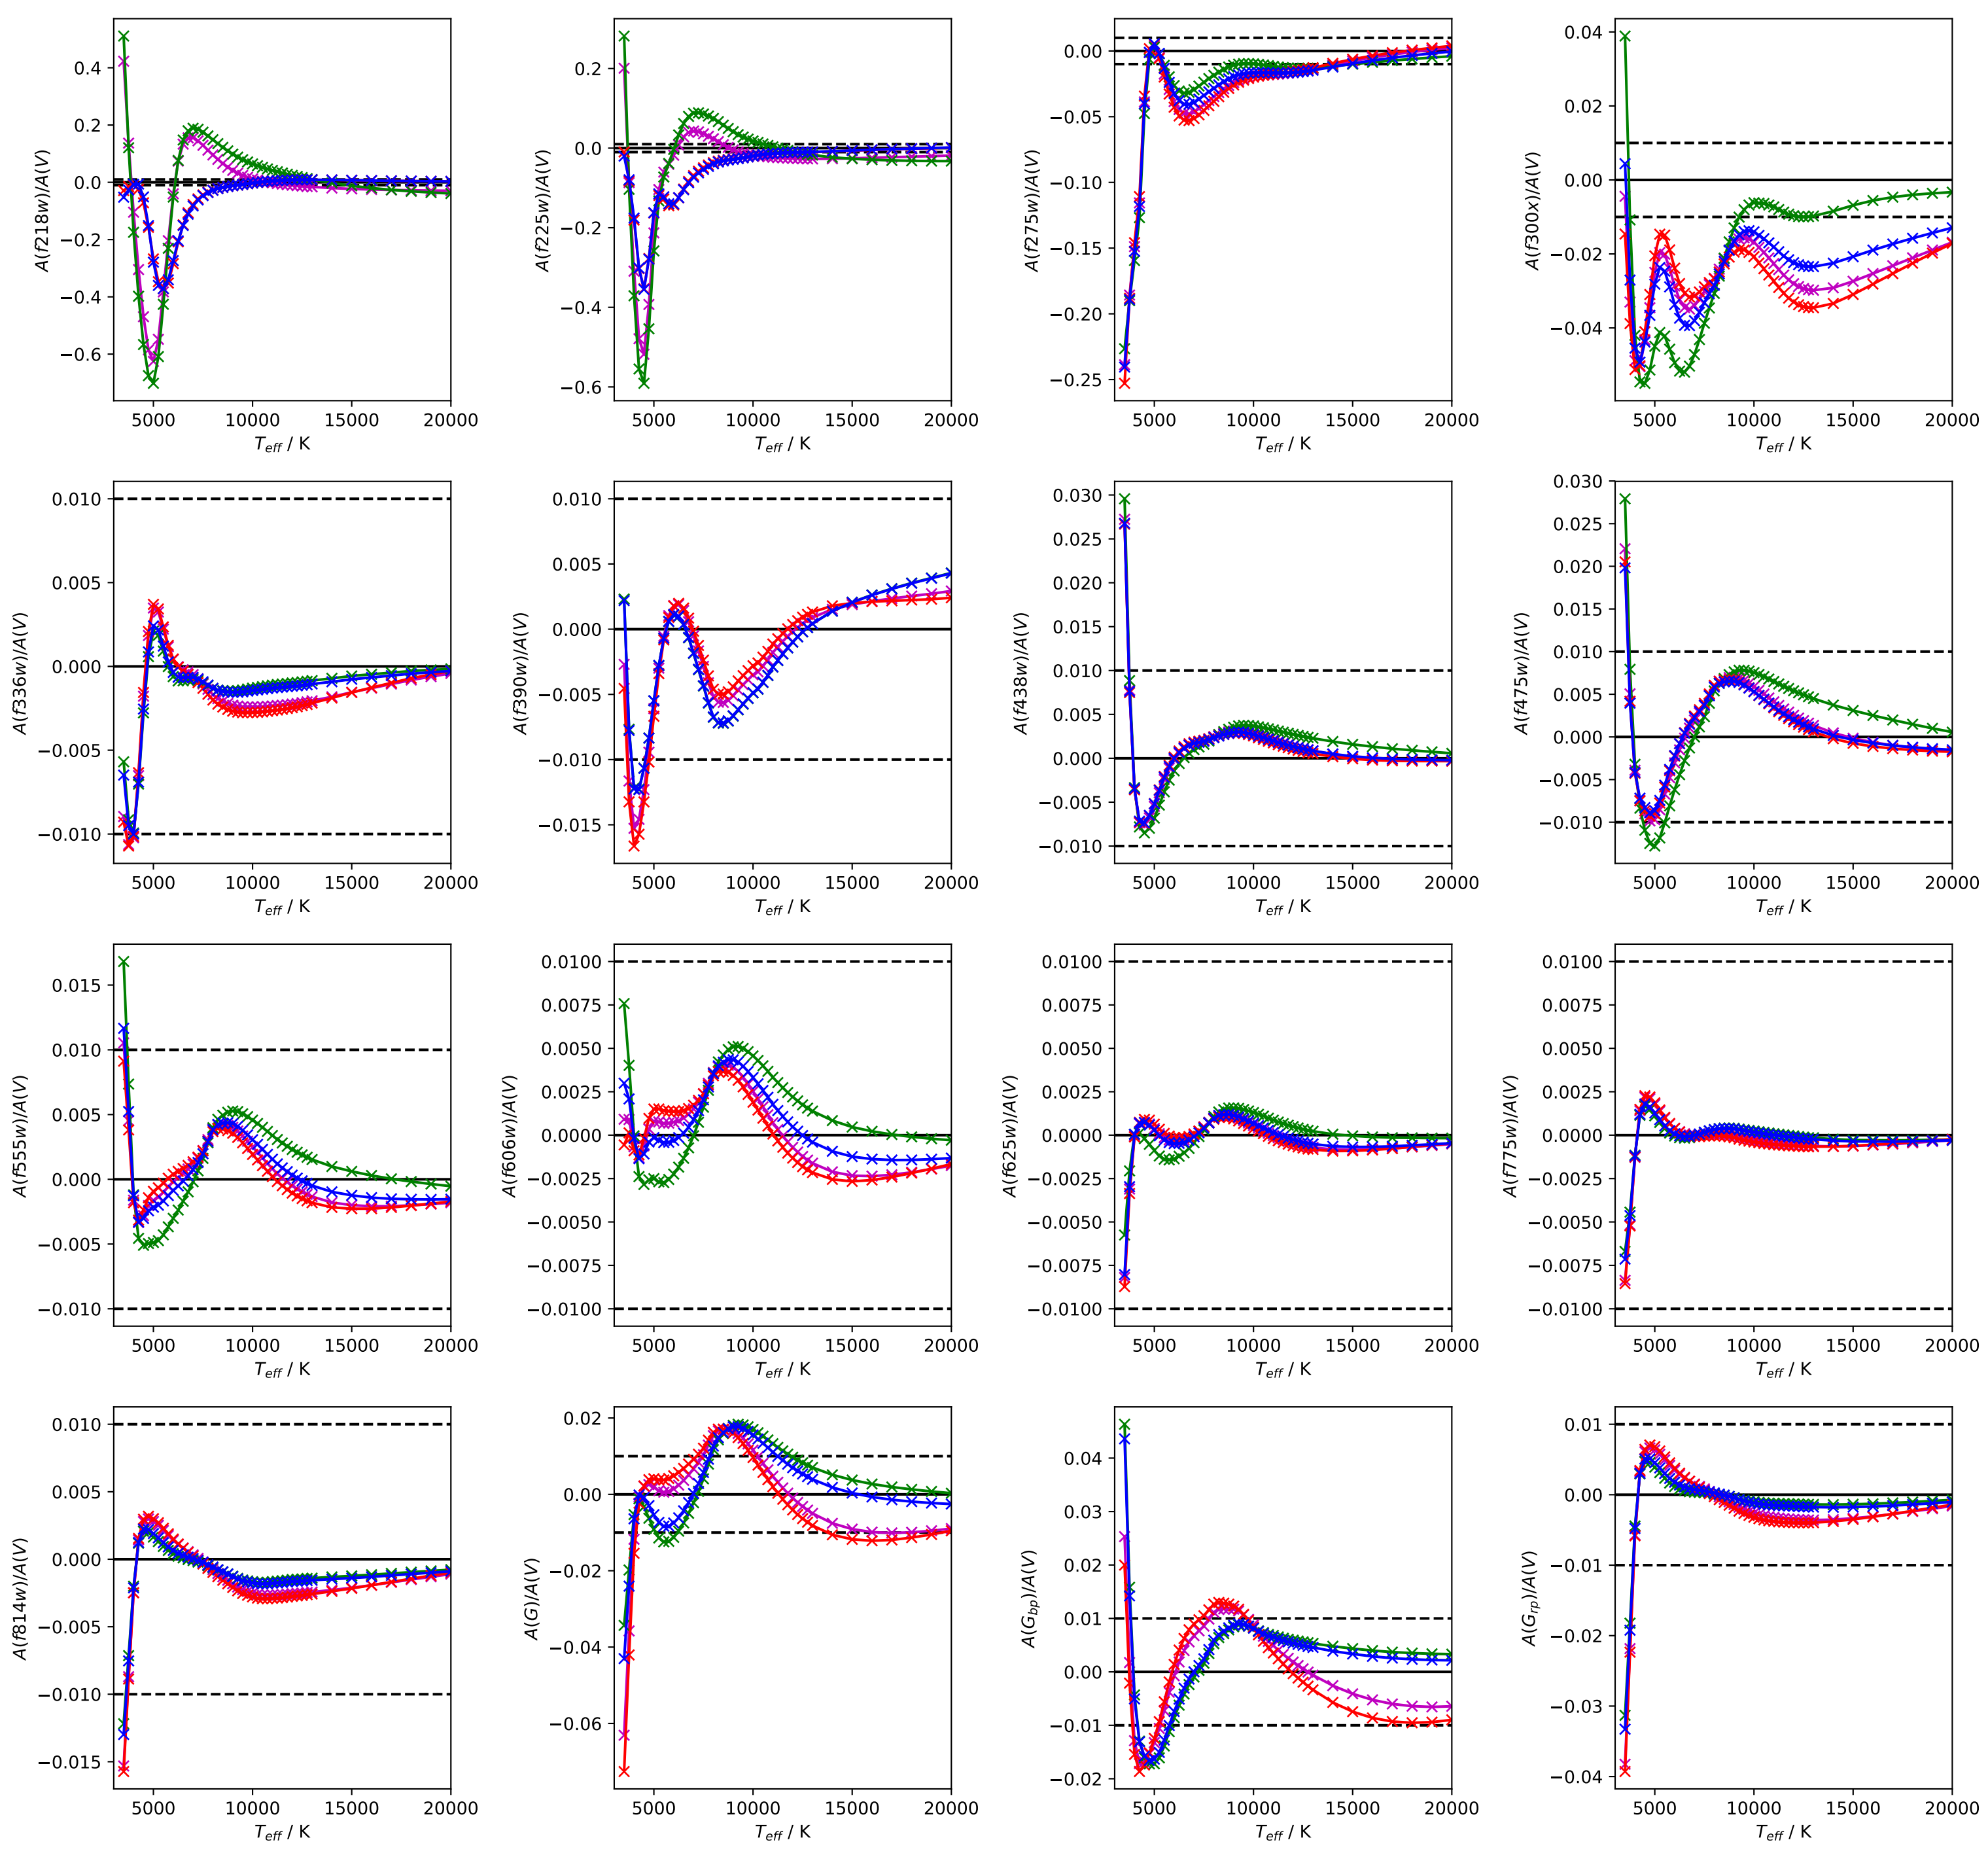 A(f218w)/A(V)
0.4
0.2
0.0
−0.2
−0.4
−0.6
5000 10000 15000 20000
T_eff / K
A(f225w)/A(V)
0.2
0.0
−0.2
−0.4
−0.6
5000 10000 15000 20000
T_eff / K
A(f275w)/A(V)
0.00
−0.05
−0.10
−0.15
−0.20
−0.25
5000 10000 15000 20000
T_eff / K
A(f300x)/A(V)
0.04
0.02
0.00
−0.02
−0.04
5000 10000 15000 20000
T_eff / K
A(f336w)/A(V)
0.010
0.005
0.000
−0.005
−0.010
5000 10000 15000 20000
T_eff / K
A(f390w)/A(V)
0.010
0.005
0.000
−0.005
−0.010
−0.015
5000 10000 15000 20000
T_eff / K
A(f438w)/A(V)
0.030
0.025
0.020
0.015
0.010
0.005
0.000
−0.005
−0.010
5000 10000 15000 20000
T_eff / K
A(f475w)/A(V)
0.030
0.025
0.020
0.015
0.010
0.005
0.000
−0.005
−0.010
5000 10000 15000 20000
T_eff / K
A(f555w)/A(V)
0.015
0.010
0.005
0.000
−0.005
−0.010
5000 10000 15000 20000
T_eff / K
A(f606w)/A(V)
0.0100
0.0075
0.0050
0.0025
0.0000
−0.0025
−0.0050
−0.0075
−0.0100
5000 10000 15000 20000
T_eff / K
A(f625w)/A(V)
0.0100
0.0075
0.0050
0.0025
0.0000
−0.0025
−0.0050
−0.0075
−0.0100
5000 10000 15000 20000
T_eff / K
A(f775w)/A(V)
0.0100
0.0075
0.0050
0.0025
0.0000
−0.0025
−0.0050
−0.0075
−0.0100
5000 10000 15000 20000
T_eff / K
A(f814w)/A(V)
0.010
0.005
0.000
−0.005
−0.010
−0.015
5000 10000 15000 20000
T_eff / K
A(G)/A(V)
0.02
0.00
−0.02
−0.04
−0.06
5000 10000 15000 20000
T_eff / K
A(G_bp)/A(V)
0.04
0.03
0.02
0.01
0.00
−0.01
−0.02
5000 10000 15000 20000
T_eff / K
A(G_rp)/A(V)
0.01
0.00
−0.01
−0.02
−0.03
−0.04
5000 10000 15000 20000
T_eff / K